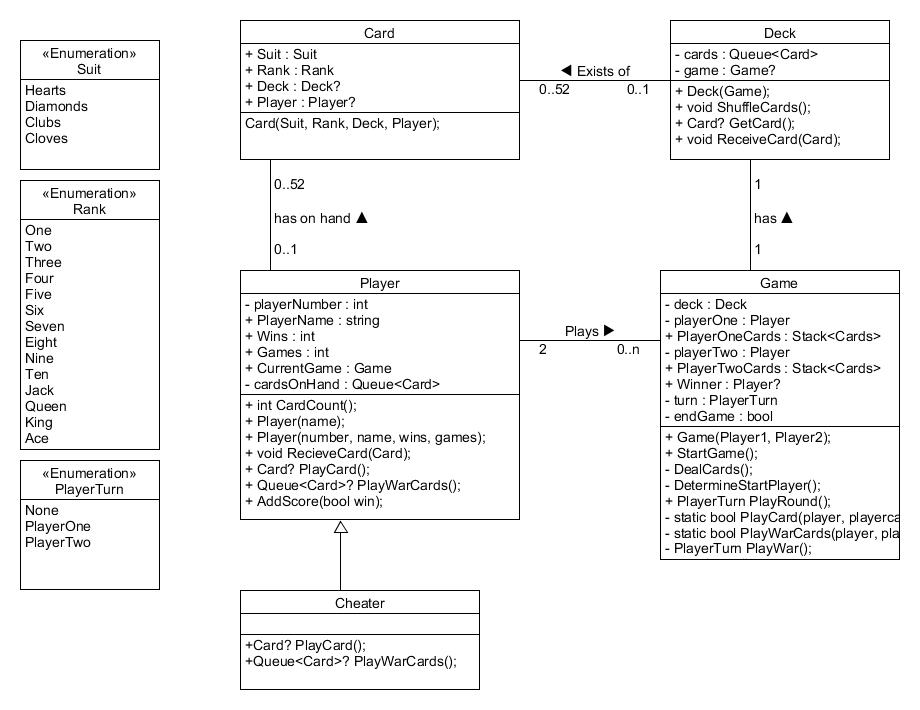 «Enumeration»
Suit
Hearts
Diamonds
Clubs
Cloves
«Enumeration»
Rank
One
Two
Three
Four
Five
Six
Seven
Eight
Nine
Ten
Jack
Queen
King
Ace
«Enumeration»
PlayerTurn
None
PlayerOne
PlayerTwo
Card
+ Suit : Suit
+ Rank : Rank
+ Deck : Deck?
+ Player : Player?
Card(Suit, Rank, Deck, Player);
◀ Exists of
0..52 0..1
Deck
- cards : Queue<Card>
- game : Game?
+ Deck(Game);
+ void ShuffleCards();
+ Card? GetCard();
+ void ReceiveCard(Card);
0..52
has on hand ▲
0..1
1
has ▲
1
Player
- playerNumber : int
+ PlayerName : string
+ Wins : int
+ Games : int
+ CurrentGame : Game
- cardsOnHand : Queue<Card>
+ int CardCount();
+ Player(name);
+ Player(number, name, wins, games);
+ void RecieveCard(Card);
+ Card? PlayCard();
+ Queue<Card>? PlayWarCards();
+ AddScore(bool win);
Plays ▶
2 0..n
Game
- deck : Deck
- playerOne : Player
+ PlayerOneCards : Stack<Cards>
- playerTwo : Player
+ PlayerTwoCards : Stack<Cards>
+ Winner : Player?
- turn : PlayerTurn
- endGame : bool
+ Game(Player1, Player2);
+ StartGame();
- DealCards();
- DetermineStartPlayer();
+ PlayerTurn PlayRound();
- static bool PlayCard(player, playerca
- static bool PlayWarCards(player, pla
- PlayerTurn PlayWar();
Cheater
+Card? PlayCard();
+Queue<Card>? PlayWarCards();